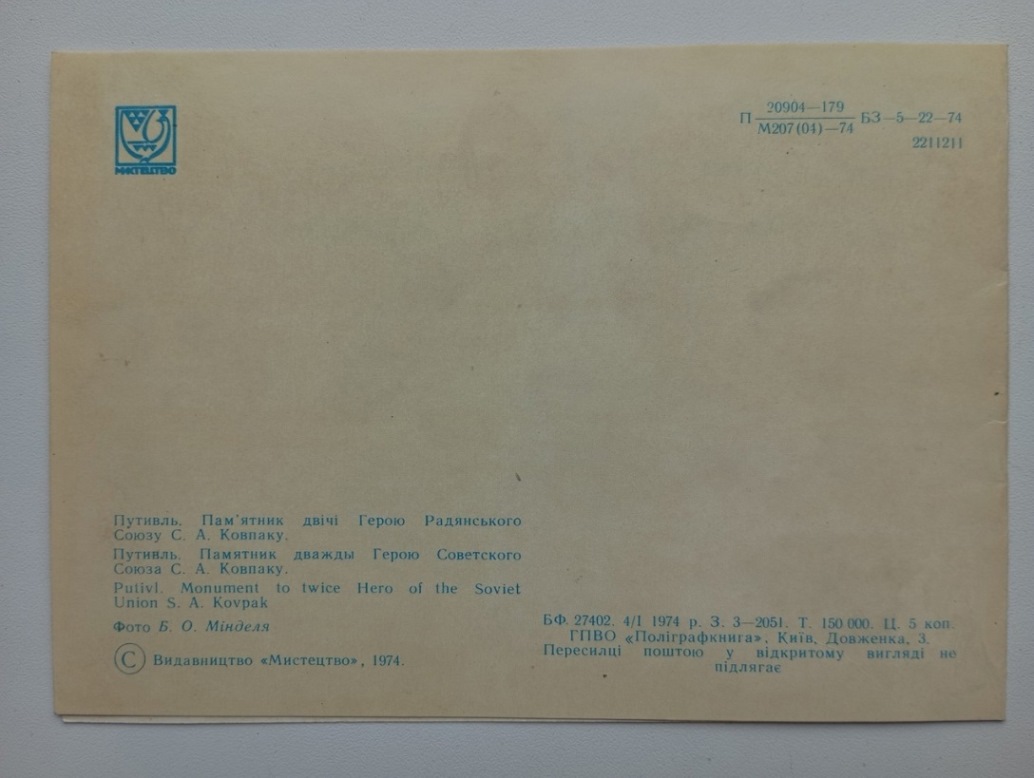 МИСТЕЦТВО
20904—179
П БЗ—5—22—74
М207(04)—74
2211211
Путивль. Пам'ятник двічі Герою Радянського
Союзу С. А. Ковпаку.
Путивль. Памятник дважды Герою Советского
Союза С. А. Ковпаку.
Putivl. Monument to twice Hero of the Soviet
Union S. A. Kovpak
Фото Б. О. Мінделя
© Видавництво «Мистецтво», 1974.
БФ. 27402. 4/I 1974 р. З. 3—2051. Т. 150 000. Ц. 5 коп.
ГПВО «Поліграфкнига», Київ, Довженка, 3.
Пересилці поштою у відкритому вигляді не
підлягає